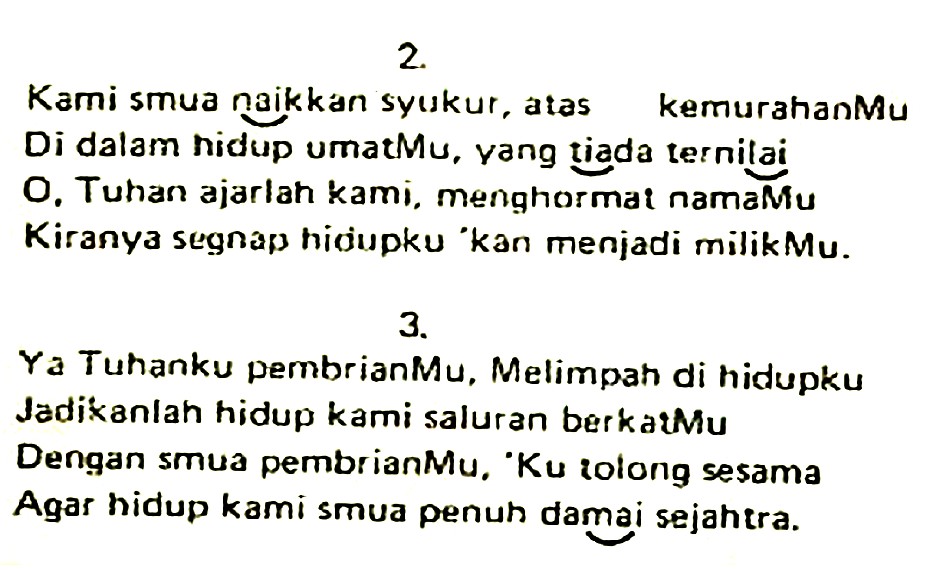 2.
Kami smua naikkan syukur, atas kemurahanMu
Di dalam hidup umatMu, yang tiada ternilai
O, Tuhan ajarlah kami, menghormat namaMu
Kiranya segnap hidupku 'kan menjadi milikMu.
3.
Ya Tuhanku pembrianMu, Melimpah di hidupku
Jadikanlah hidup kami saluran berkatMu
Dengan smua pembrianMu, 'Ku tolong sesama
Agar hidup kami smua penuh damai sejahtra.